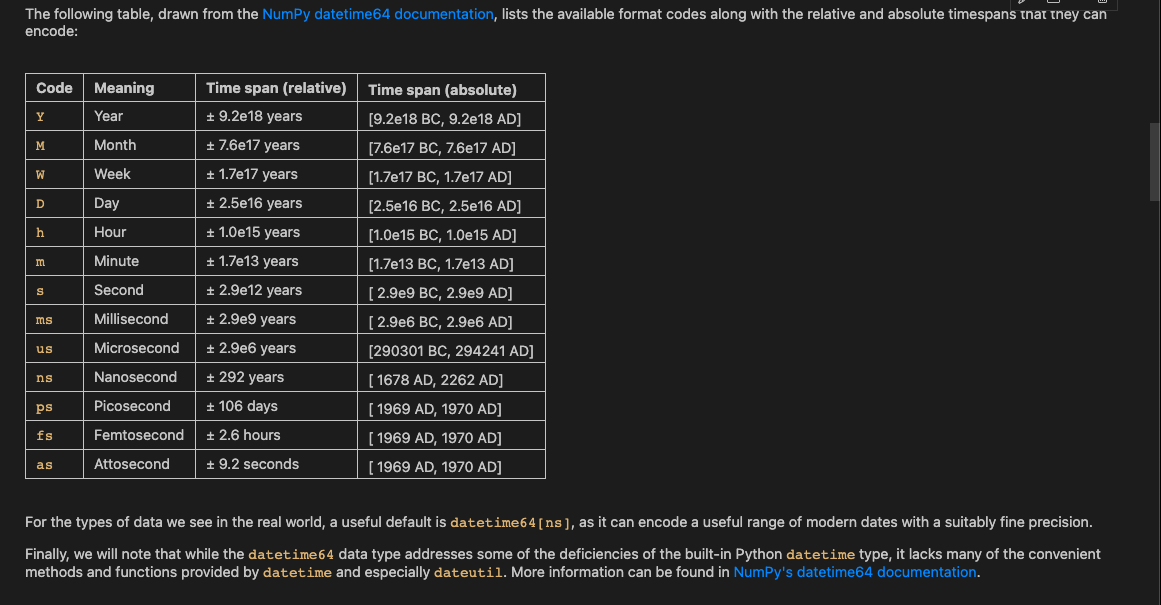 The following table, drawn from the NumPy datetime64 documentation, lists the available format codes along with the relative and absolute timespans that they can
encode:
Code Meaning Time span (relative) Time span (absolute)
Y Year ± 9.2e18 years [9.2e18 BC, 9.2e18 AD]
M Month ± 7.6e17 years [7.6e17 BC, 7.6e17 AD]
W Week ± 1.7e17 years [1.7e17 BC, 1.7e17 AD]
D Day ± 2.5e16 years [2.5e16 BC, 2.5e16 AD]
h Hour ± 1.0e15 years [1.0e15 BC, 1.0e15 AD]
m Minute ± 1.7e13 years [1.7e13 BC, 1.7e13 AD]
s Second ± 2.9e12 years [ 2.9e9 BC, 2.9e9 AD]
ms Millisecond ± 2.9e9 years [ 2.9e6 BC, 2.9e6 AD]
us Microsecond ± 2.9e6 years [290301 BC, 294241 AD]
ns Nanosecond ± 292 years [ 1678 AD, 2262 AD]
ps Picosecond ± 106 days [ 1969 AD, 1970 AD]
fs Femtosecond ± 2.6 hours [ 1969 AD, 1970 AD]
as Attosecond ± 9.2 seconds [ 1969 AD, 1970 AD]
For the types of data we see in the real world, a useful default is datetime64[ns], as it can encode a useful range of modern dates with a suitably fine precision.
Finally, we will note that while the datetime64 data type addresses some of the deficiencies of the built-in Python datetime type, it lacks many of the convenient
methods and functions provided by datetime and especially dateutil. More information can be found in NumPy's datetime64 documentation.